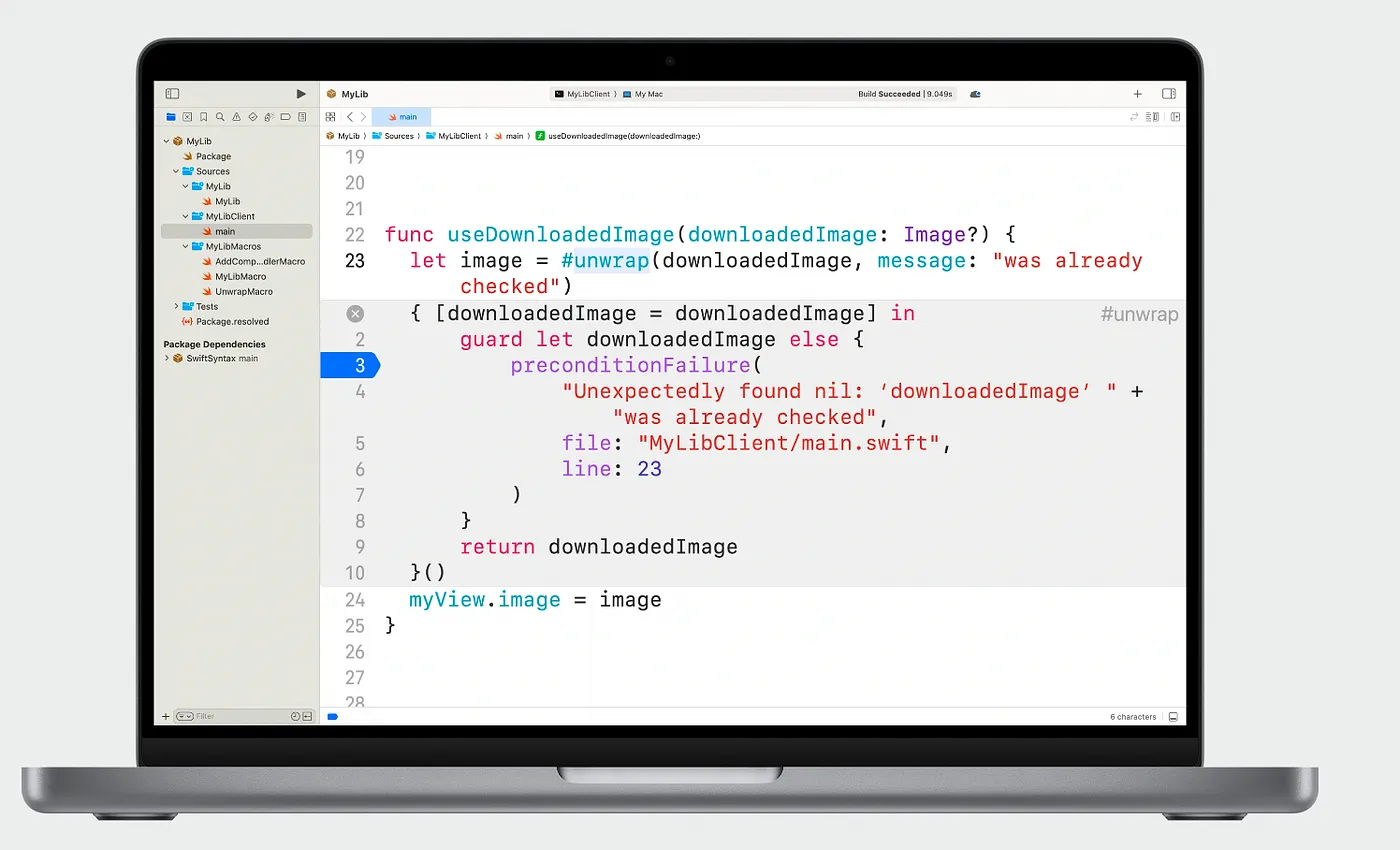 MyLib
MyLibClient
My Mac
Build Succeeded | 9.049s
main
MyLib
Sources
MyLibClient
main
useDownloadedImage(downloadedImage:)
MyLib
Package
Sources
MyLib
MyLib
MyLibClient
main
MyLibMacros
AddComp...dlerMacro
MyLibMacro
UnwrapMacro
Tests
Package.resolved
Package Dependencies
SwiftSyntax main
Filter
19
20
21
22 func useDownloadedImage(downloadedImage: Image?) {
23 let image = #unwrap(downloadedImage, message: "was already
checked")
{ [downloadedImage = downloadedImage] in
#unwrap
2 guard let downloadedImage else {
3 preconditionFailure(
4 "Unexpectedly found nil: ‘downloadedImage’ " +
"was already checked",
5 file: "MyLibClient/main.swift",
6 line: 23
7 )
8 }
9 return downloadedImage
10 }()
24 myView.image = image
25 }
26
27
28
6 characters